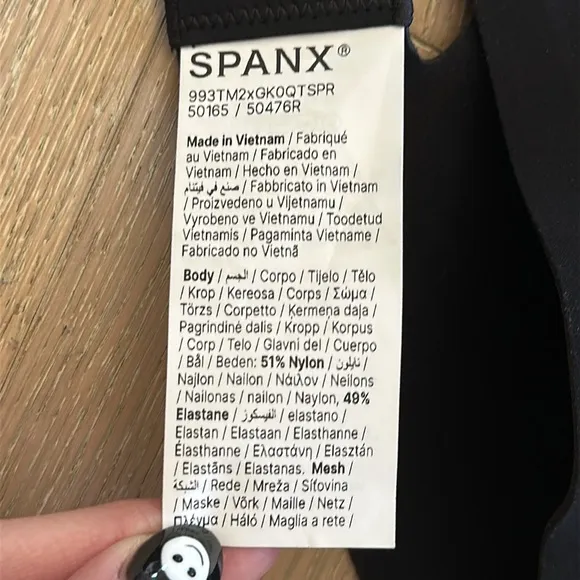 SPANX®
993TM2xGK0QTSPR
50165 / 50476R
Made in Vietnam / Fabriqué
au Vietnam / Fabricado en
Vietnam / Hecho en Vietnam /
صنع في فيتنام / Fabbricato in Vietnam
/ Proizvedeno u Vijetnamu /
Vyrobeno ve Vietnamu / Toodetud
Vietnamis / Pagaminta Vietname /
Fabricado no Vietnã
Body / الجسم / Corpo / Tijelo / Tělo
/ Krop / Kereosa / Corps / Σώμα /
Törzs / Corpetto / Ķermeņa daļa /
Pagrindinė dalis / Kropp / Korpus
/ Corp / Telo / Glavni del / Cuerpo
/ Bål / Beden: 51% Nylon / نايلون /
Najlon / Nailon / Νάιλον / Neilons
/ Nailonas / nailon / Naylon, 49%
Elastane / الفيسكوز / elastano /
Elastan / Elastaan / Elasthanne /
Élasthanne / Ελαστάνη / Elasztán
/ Elastāns / Elastanas. Mesh /
الشبكة / Rede / Mreža / Síťovina
/ Maske / Võrk / Maille / Netz /
Πλέγμα / Háló / Maglia a rete /